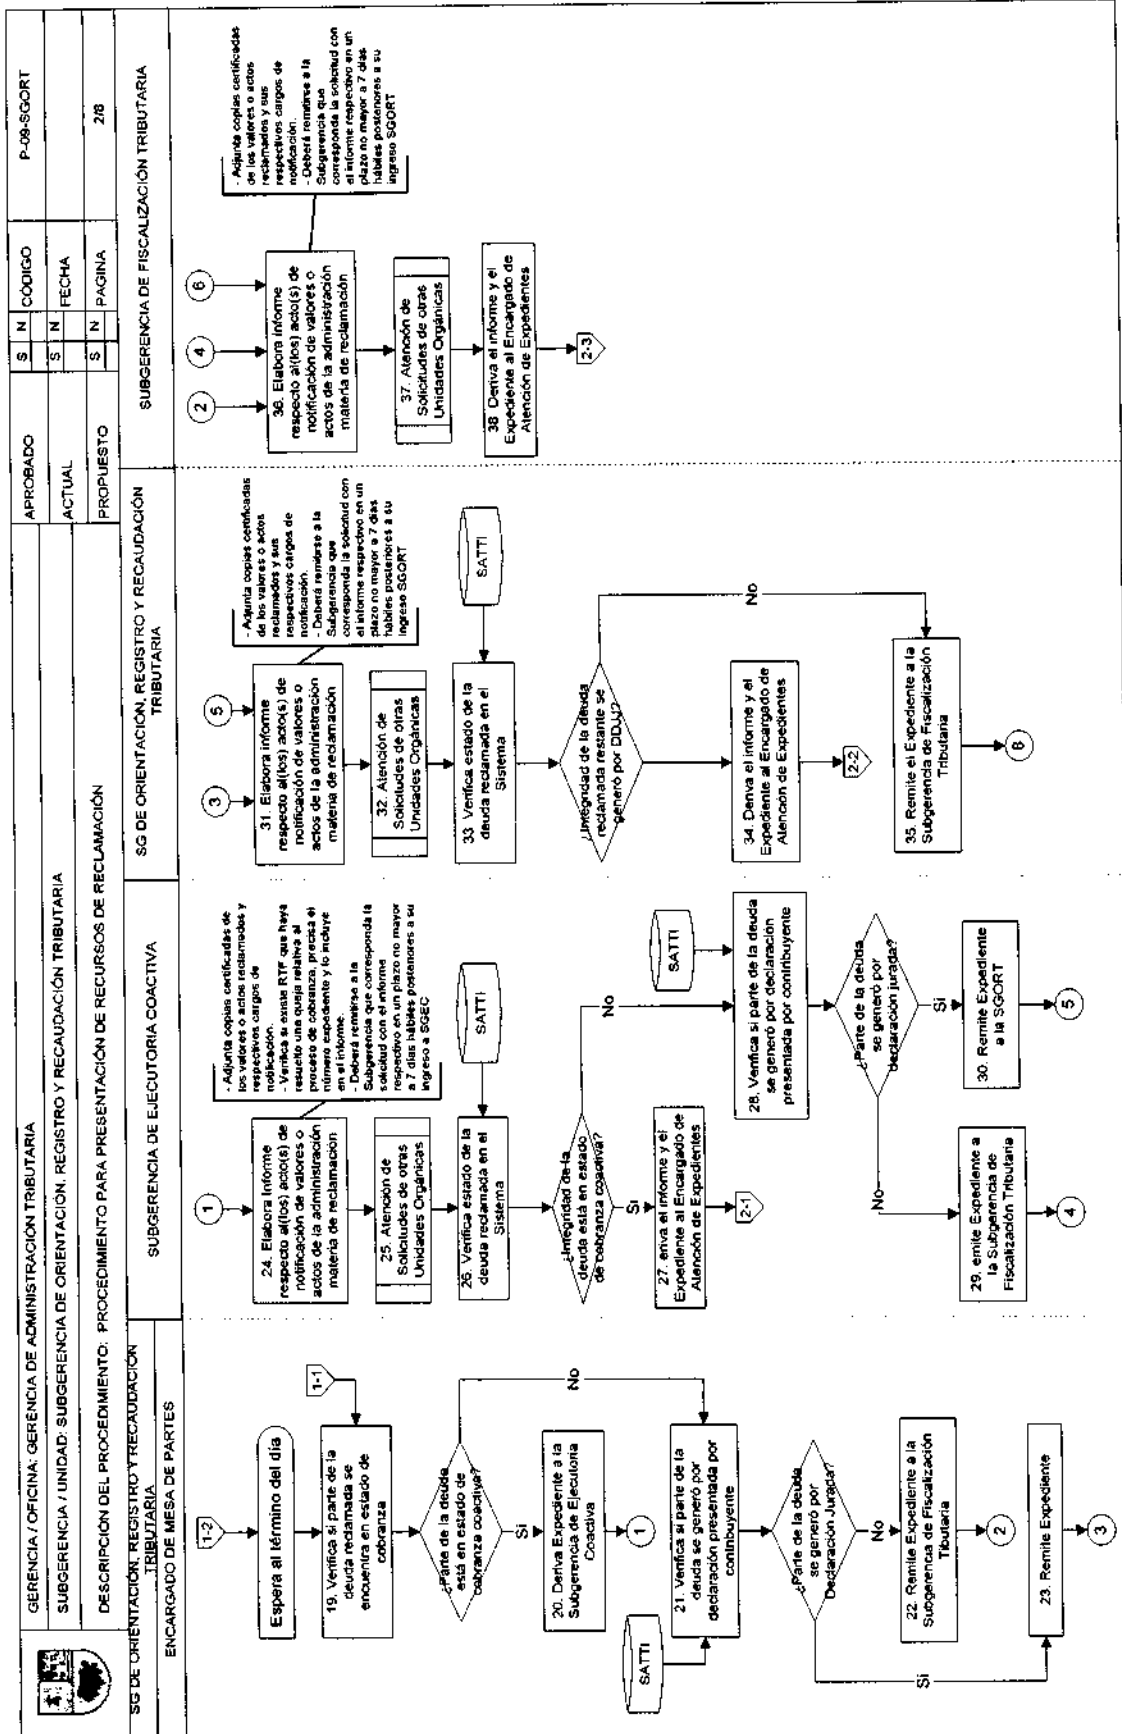 GERENCIA / OFICINA: GERENCIA DE ADMINISTRACIÓN TRIBUTARIA
APROBADO
S
N
CÓDIGO
P-09-SGORT
SUBGERENCIA / UNIDAD: SUBGERENCIA DE ORIENTACIÓN, REGISTRO Y RECAUDACIÓN TRIBUTARIA
ACTUAL
S
N
FECHA
DESCRIPCIÓN DEL PROCEDIMIENTO: PROCEDIMIENTO PARA PRESENTACIÓN DE RECURSOS DE RECLAMACIÓN
PROPUESTO
S
N
PAGINA
2/8
SG DE ORIENTACIÓN, REGISTRO Y RECAUDACIÓN
TRIBUTARIA
ENCARGADO DE MESA DE PARTES
SUBGERENCIA DE EJECUTORIA COACTIVA
SG DE ORIENTACIÓN, REGISTRO Y RECAUDACIÓN
TRIBUTARIA
SUBGERENCIA DE FISCALIZACIÓN TRIBUTARIA
1-2
Espera al término del día
1-1
19. Verifica si parte de la
deuda reclamada se
encuentra en estado de
cobranza
¿Parte de la deuda
está en estado de
cobranza coactiva?
Si
No
20. Deriva Expediente a la
Subgerencia de Ejecutoria
Coactiva
1
SATTI
21. Verifica si parte de la
deuda se generó por
declaración presentada por
contribuyente
¿Parte de la deuda
se generó por
Declaración Jurada?
No
Si
22. Remite Expediente a la
Subgerencia de Fiscalización
Tibutaria
2
23. Remite Expediente
3
1
24. Elabora Informe
respecto al(los) acto(s) de
notificación de valores o
actos de la administración
materia de reclamación
- Adjunta copias certificadas de
los valores o actos reclamados y
respectivos cargos de
notificación.
- Verifica si existe RTF que haya
resuelto una queja relativa al
proceso de cobranza, precisa el
número expediente y lo incluye
en el informe.
- Deberá remitirse a la
Subgerencia que corresponda la
solicitud con el informe
respectivo en un plazo no mayor
a 7 días hábiles posteriores a su
ingreso a SGEC
25. Atención de
Solicitudes de otras
Unidades Orgánicas
SATTI
26. Verifica estado de la
deuda reclamada en el
Sistema
¿Integridad de la
deuda está en estado
de cobranza coactiva?
Si
No
27. eriva el informe y el
Expediente al Encargado de
Atención de Expedientes
2-1
SATTI
28. Verifica si parte de la deuda
se generó por declaración
presentada por contribuyente
¿Parte de la deuda
se generó por
declaración jurada?
No
Si
29. emite Expediente a
la Subgerencia de
Fiscalización Tributaria
4
30. Remite Expediente
a la SGORT
5
3
5
31. Elabora informe
respecto al(los) acto(s) de
notificación de valores o
actos de la administración
materia de reclamación
- Adjunta copias certificadas
de los valores o actos
reclamados y sus
respectivos cargos de
notificación.
- Deberá remitirse a la
Subgerencia que
corresponda la solicitud con
el informe respectivo en un
plazo no mayor a 7 días
hábiles posteriores a su
ingreso SGORT
32. Atención de
Solicitudes de otras
Unidades Orgánicas
SATTI
33. Verifica estado de la
deuda reclamada en el
Sistema
¿Integridad de la deuda
reclamada restante se
generó por DDJJ?
No
34. Deriva el informe y el
Expediente al Encargado de
Atención de Expedientes
2-2
35. Remite el Expediente a la
Subgerencia de Fiscalización
Tributaria
8
2
4
6
36. Elabora informe
respecto al(los) acto(s) de
notificación de valores o
actos de la administración
materia de reclamación
- Adjunta copias certificadas
de los valores o actos
reclamados y sus
respectivos cargos de
notificación.
- Deberá remitirse a la
Subgerencia que
corresponda la solicitud con
el informe respectivo en un
plazo no mayor a 7 días
hábiles posteriores a su
ingreso SGORT
37. Atención de
Solicitudes de otras
Unidades Orgánicas
38 Deriva el informe y el
Expediente al Encargado de
Atención de Expedientes
2-3